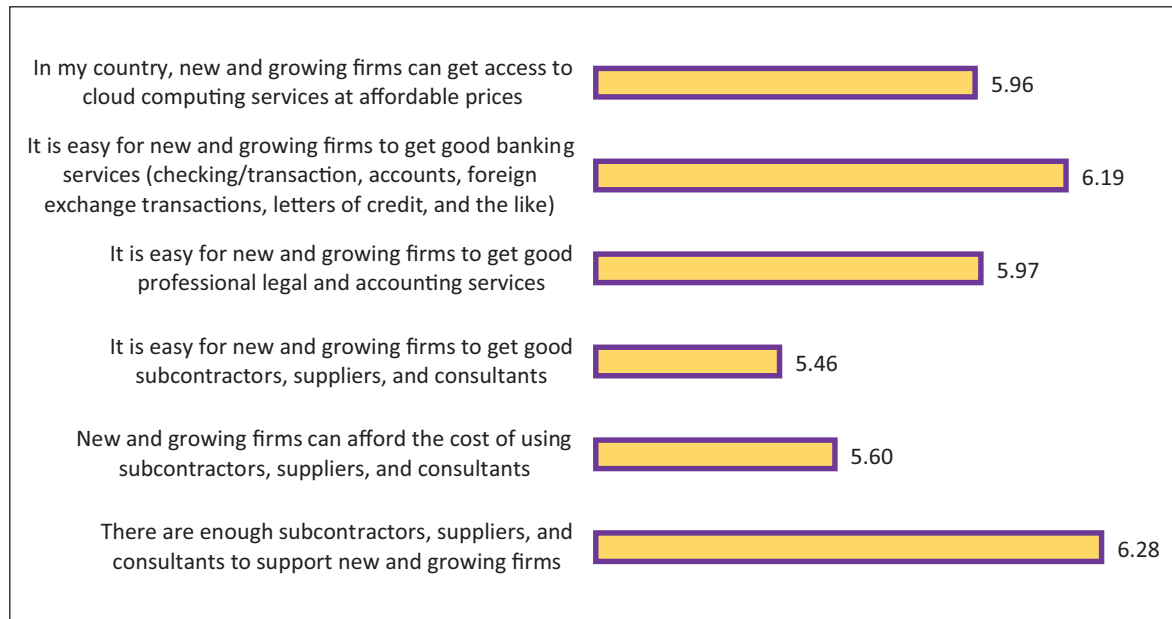 In my country, new and growing firms can get access to
cloud computing services at affordable prices
5.96
It is easy for new and growing firms to get good banking
services (checking/transaction, accounts, foreign
exchange transactions, letters of credit, and the like)
6.19
It is easy for new and growing firms to get good
professional legal and accounting services
5.97
It is easy for new and growing firms to get good
subcontractors, suppliers, and consultants
5.46
New and growing firms can afford the cost of using
subcontractors, suppliers, and consultants
5.60
There are enough subcontractors, suppliers, and
consultants to support new and growing firms
6.28